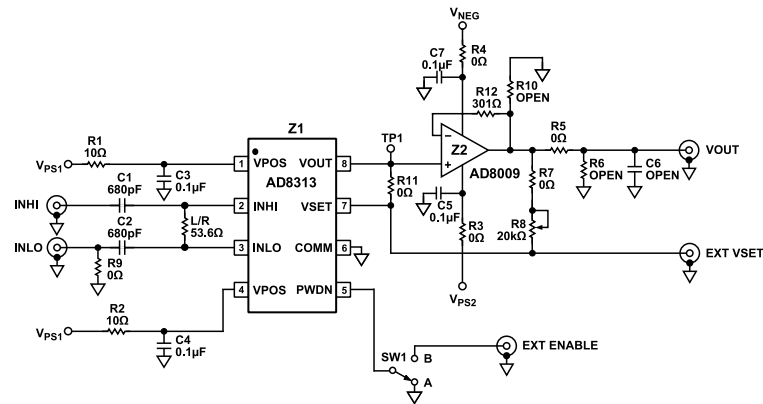 VNEG
C7
0.1µF
R4
0Ω
R10
OPEN
R12
301Ω
Z1
TP1
R5
0Ω
VOUT
R1
10Ω
VPS1
C3
0.1µF
1 VPOS VOUT 8
AD8313
Z2
AD8009
R6
OPEN
C6
OPEN
C1
680pF
INHI
2 INHI VSET 7
R11
0Ω
C5
0.1µF
R7
0Ω
L/R
53.6Ω
R3
0Ω
R8
20kΩ
C2
680pF
INLO
3 INLO COMM 6
EXT VSET
R9
0Ω
VPS2
4 VPOS PWDN 5
R2
10Ω
VPS1
C4
0.1µF
SW1
B
A
EXT ENABLE